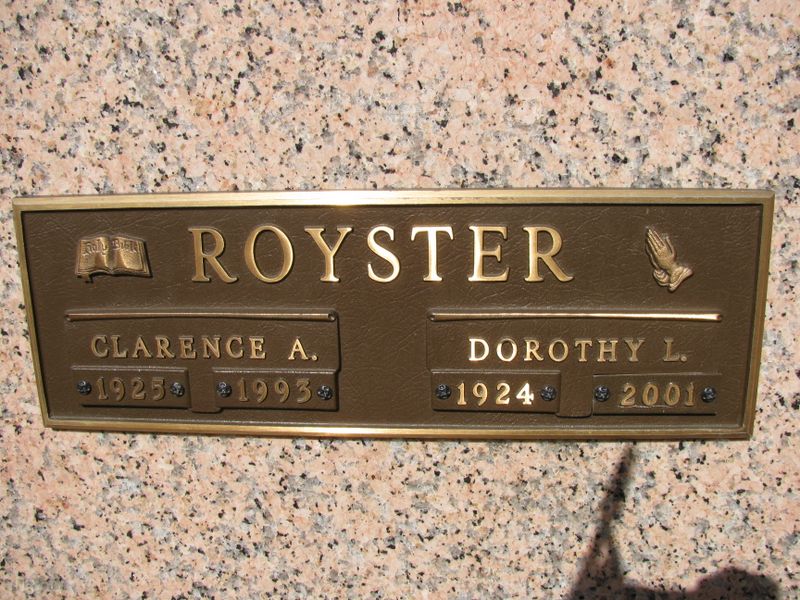 Holy Bible
ROYSTER
CLARENCE A.
DOROTHY L.
1925 1993
1924 2001